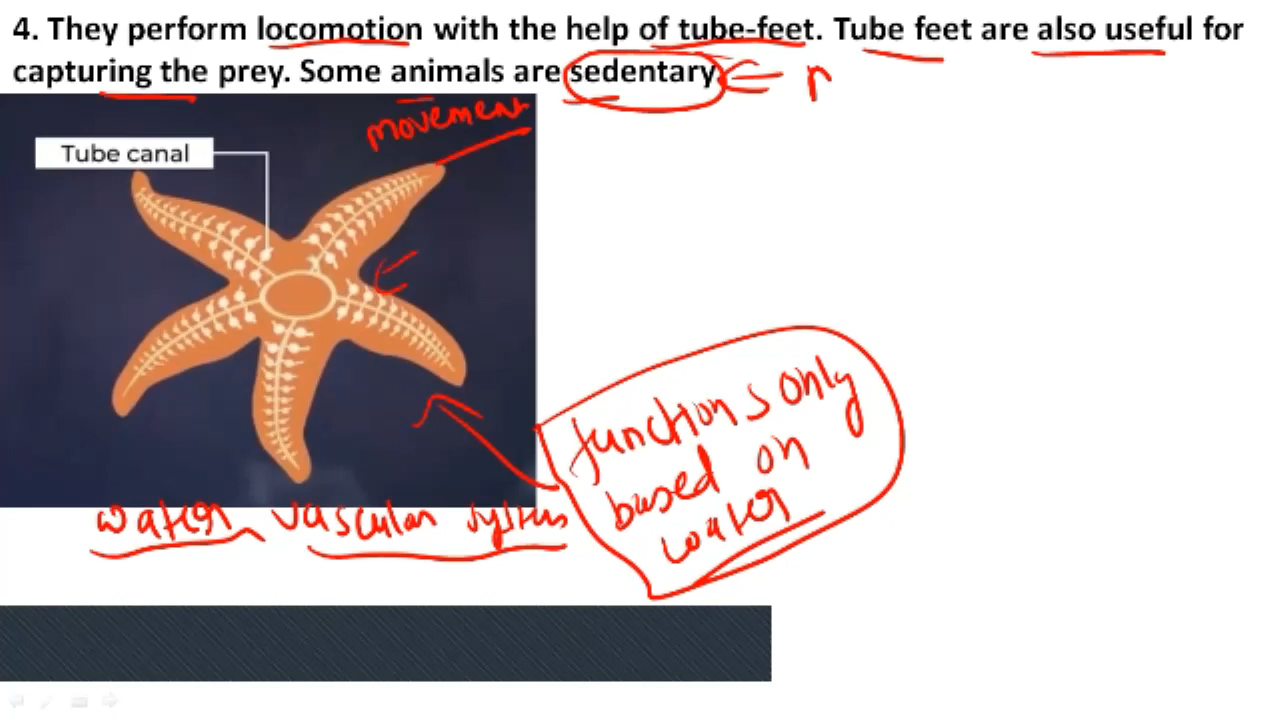 4. They perform locomotion with the help of tube-feet. Tube feet are also useful for
capturing the prey. Some animals are sedentary
movement
Tube canal
functions only
based on
water
water vascular system